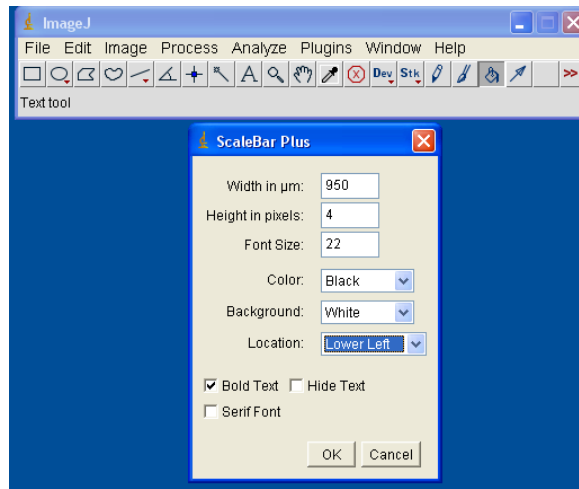 ImageJ
File Edit Image Process Analyze Plugins Window Help
A Dev Stk >>
Text tool
ScaleBar Plus
Width in µm: 950
Height in pixels: 4
Font Size: 22
Color: Black
Background: White
Location: Lower Left
Bold Text Hide Text
Serif Font
OK Cancel